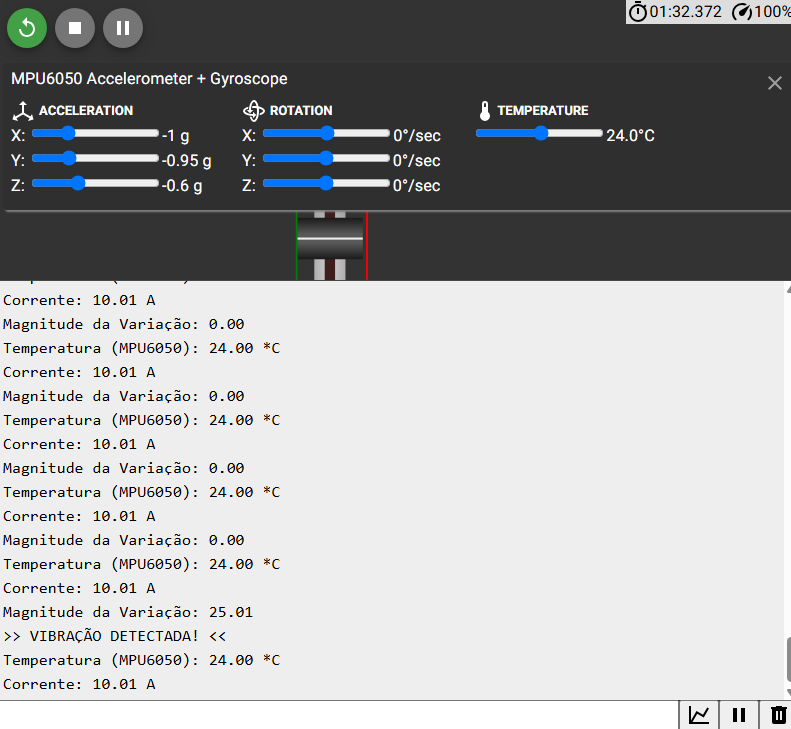 01:32.372 100%
MPU6050 Accelerometer + Gyroscope
ACCELERATION ROTATION TEMPERATURE
X: -1 g X: 0°/sec 24.0°C
Y: -0.95 g Y: 0°/sec
Z: -0.6 g Z: 0°/sec
Corrente: 10.01 A
Magnitude da Variação: 0.00
Temperatura (MPU6050): 24.00 *C
Corrente: 10.01 A
Magnitude da Variação: 0.00
Temperatura (MPU6050): 24.00 *C
Corrente: 10.01 A
Magnitude da Variação: 0.00
Temperatura (MPU6050): 24.00 *C
Corrente: 10.01 A
Magnitude da Variação: 0.00
Temperatura (MPU6050): 24.00 *C
Corrente: 10.01 A
Magnitude da Variação: 25.01
>> VIBRAÇÃO DETECTADA! <<
Temperatura (MPU6050): 24.00 *C
Corrente: 10.01 A